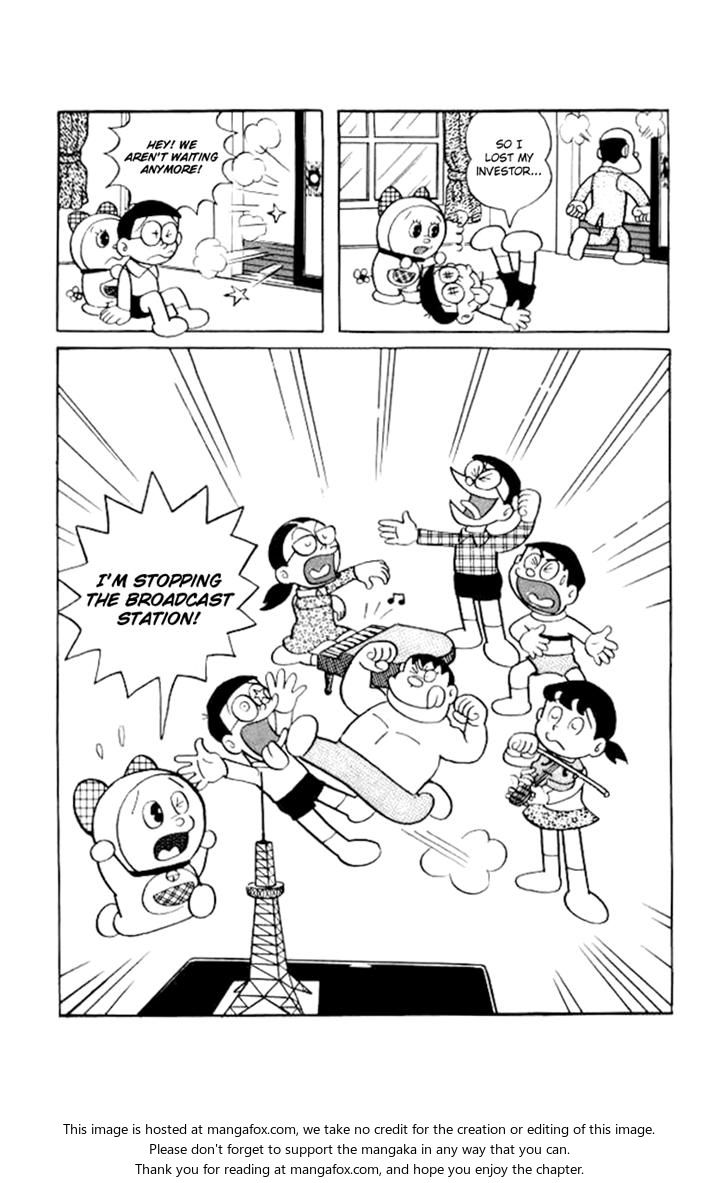 HEY! WE
AREN'T WAITING
ANYMORE!
SO I
LOST MY
INVESTOR...
I'M STOPPING
THE BROADCAST
STATION!
This image is hosted at mangafox.com, we take no credit for the creation or editing of this image.
Please don't forget to support the mangaka in any way that you can.
Thank you for reading at mangafox.com, and hope you enjoy the chapter.